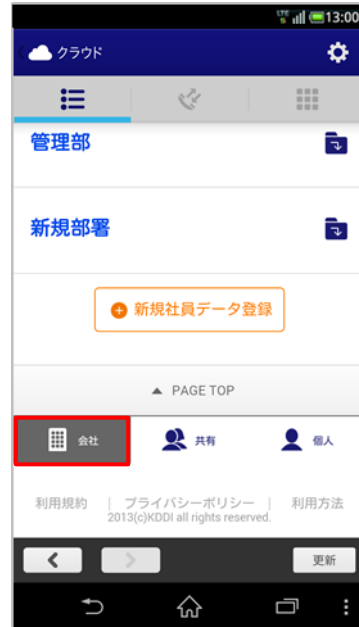 LTE 13:00
クラウド
管理部
新規部署
新規社員データ登録
▲ PAGE TOP
会社 共有 個人
利用規約 | プライバシーポリシー | 利用方法
2013(c)KDDI all rights reserved.
更新